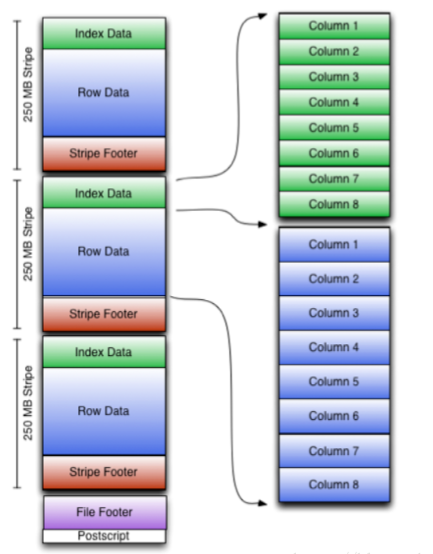 250 MB Stripe
Index Data
Row Data
Stripe Footer
250 MB Stripe
Index Data
Row Data
Stripe Footer
250 MB Stripe
Index Data
Row Data
Stripe Footer
File Footer
Postscript
Column 1
Column 2
Column 3
Column 4
Column 5
Column 6
Column 7
Column 8
Column 1
Column 2
Column 3
Column 4
Column 5
Column 6
Column 7
Column 8